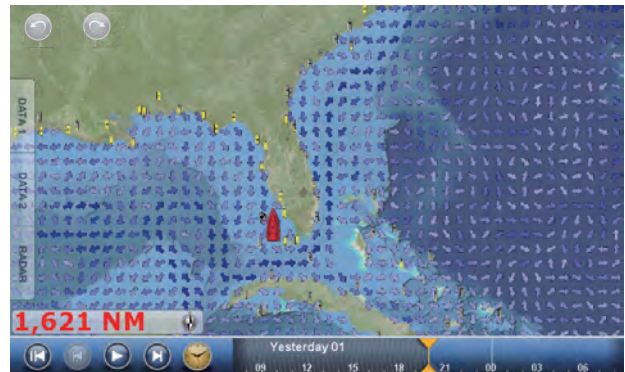 DATA 1
DATA 2
RADAR
1,621 NM
Yesterday 01
09 12 15 18 21 00 03 06